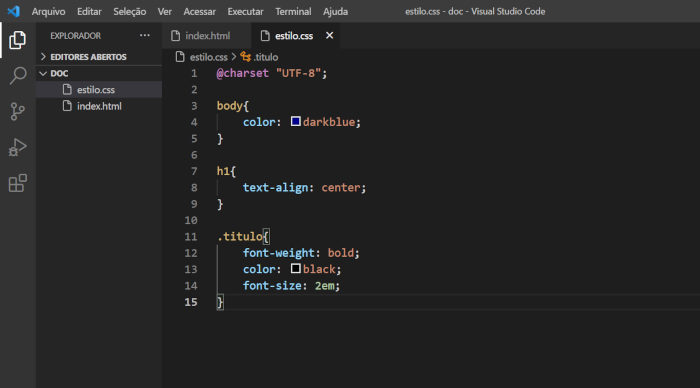 Arquivo Editar Seleção Ver Acessar Executar Terminal Ajuda estilo.css - doc - Visual Studio Code
EXPLORADOR ···
EDITORES ABERTOS
DOC
estilo.css
index.html
index.html estilo.css ×
estilo.css > .titulo
1 @charset "UTF-8";
2
3 body{
4 color: darkblue;
5 }
6
7 h1{
8 text-align: center;
9 }
10
11 .titulo{
12 font-weight: bold;
13 color: black;
14 font-size: 2em;
15 }